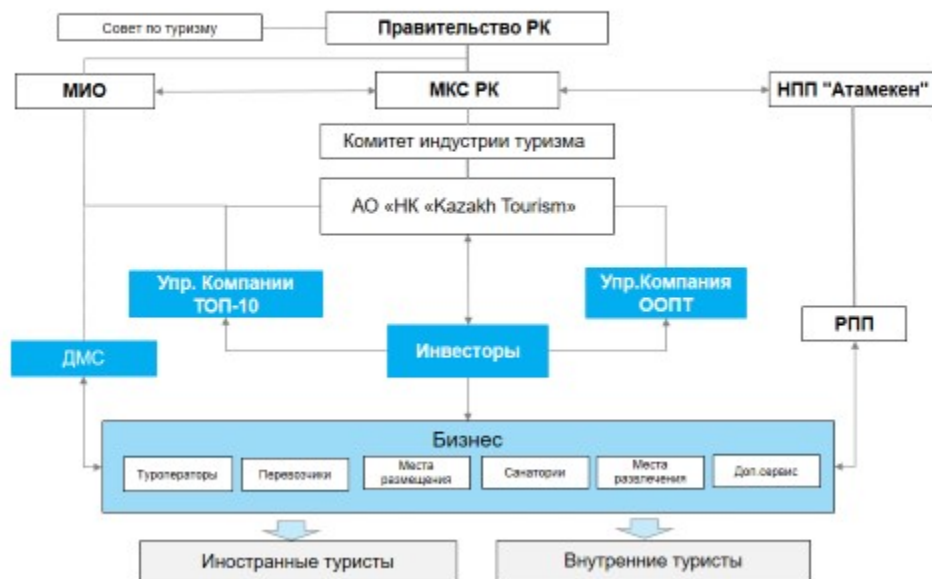 Совет по туризму
Правительство РК
МИО
МКС РК
НПП "Атамекен"
Комитет индустрии туризма
АО «НК «Kazakh Tourism»
Упр. Компании
ТОП-10
Упр.Компания
ООПТ
РПП
ДМС
Инвесторы
Бизнес
Туроператоры
Перевозчики
Места
размещения
Санатории
Места
развлечения
Доп.сервис
Иностранные туристы
Внутренние туристы